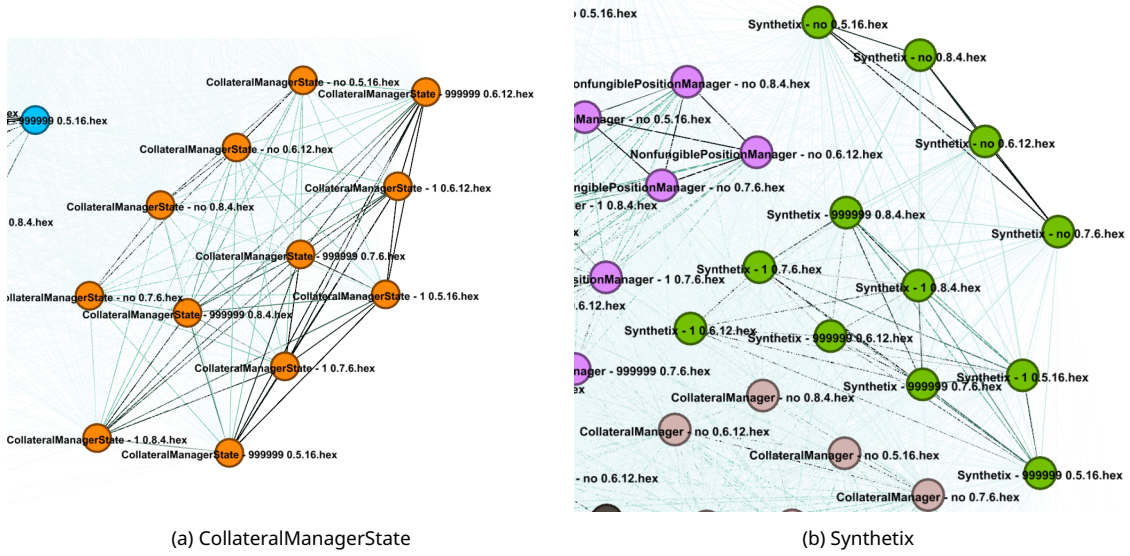 CollateralManagerState - no 0.5.16.hex
CollateralManagerState - 999999 0.6.12.hex
ex
999999 0.5.16.hex
CollateralManagerState - no 0.6.12.hex
CollateralManagerState - 1 0.6.12.hex
CollateralManagerState - no 0.8.4.hex
0.8.4.hex
CollateralManagerState - 999999 0.7.6.hex
ollateralManagerState - no 0.7.6.hex
CollateralManagerState - 1 0.5.16.hex
CollateralManagerState - 999999 0.8.4.hex
CollateralManagerState - 1 0.7.6.hex
CollateralManagerState - 1 0.8.4.hex
CollateralManagerState - 999999 0.5.16.hex
(a) CollateralManagerState
o 0.5.16.hex
Synthetix - no 0.5.16.hex
Synthetix - no 0.8.4.hex
onfungiblePositionManager - no 0.8.4.hex
nManager - no 0.5.16.hex
Synthetix - no 0.6.12.hex
NonfungiblePositionManager - no 0.6.12.hex
ngiblePositionManager - no 0.7.6.hex
er - 1 0.8.4.hex
Synthetix - 999999 0.8.4.hex
Synthetix - no 0.7.6.hex
x
Synthetix - 1 0.7.6.hex
sitionManager - 1 0.7.6.hex
Synthetix - 1 0.8.4.hex
0.6.12.hex
Synthetix - 1 0.6.12.hex
Synthetix - 999999 0.6.12.hex
nager - 999999 0.7.6.hex
Synthetix - 1 0.5.16.hex
Synthetix - 999999 0.7.6.hex
ex
CollateralManager - no 0.8.4.hex
CollateralManager - no 0.6.12.hex
CollateralManager - no 0.5.16.hex
Synthetix - 999999 0.5.16.hex
- no 0.6.12.hex
CollateralManager - no 0.7.6.hex
(b) Synthetix